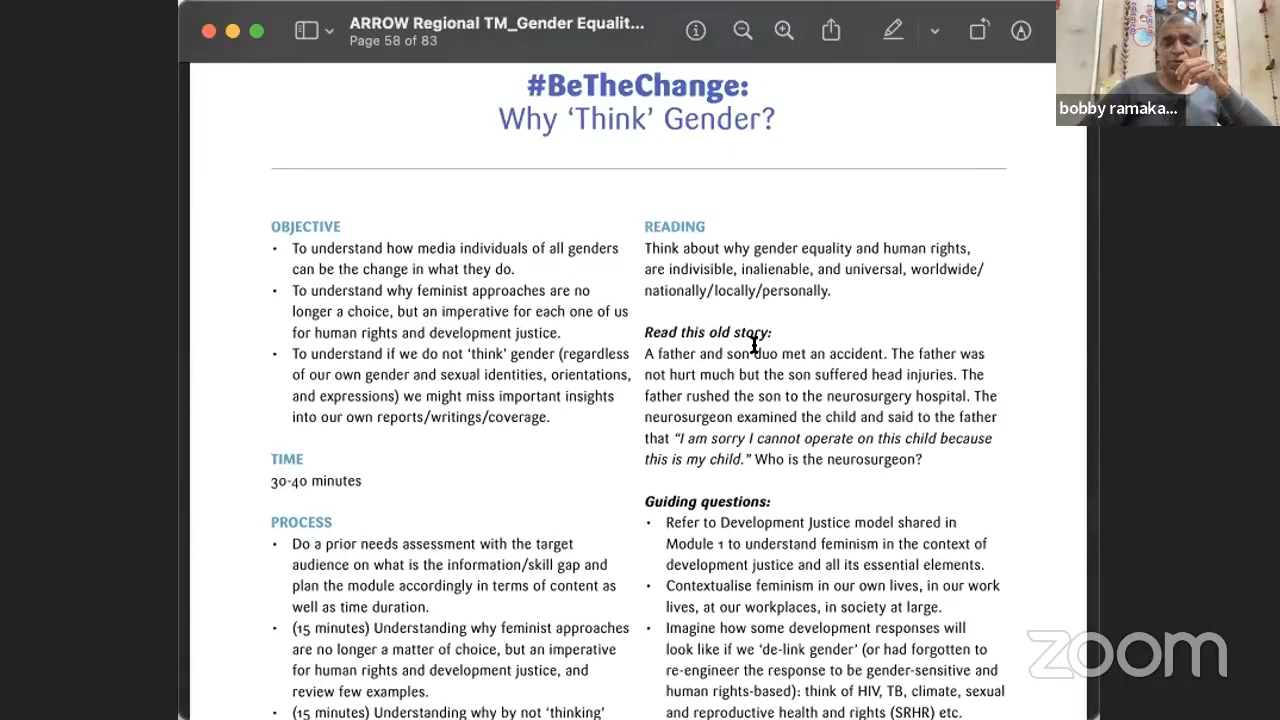 ARROW Regional TM_Gender Equalit...
Page 58 of 83
bobby ramaka...
#BeTheChange:
Why ‘Think’ Gender?
OBJECTIVE
• To understand how media individuals of all genders
can be the change in what they do.
• To understand why feminist approaches are no
longer a choice, but an imperative for each one of us
for human rights and development justice.
• To understand if we do not ‘think’ gender (regardless
of our own gender and sexual identities, orientations,
and expressions) we might miss important insights
into our own reports/writings/coverage.
TIME
30-40 minutes
PROCESS
• Do a prior needs assessment with the target
audience on what is the information/skill gap and
plan the module accordingly in terms of content as
well as time duration.
• (15 minutes) Understanding why feminist approaches
are no longer a matter of choice, but an imperative
for human rights and development justice, and
review few examples.
• (15 minutes) Understanding why by not ‘thinking’
READING
Think about why gender equality and human rights,
are indivisible, inalienable, and universal, worldwide/
nationally/locally/personally.
Read this old story:
A father and son duo met an accident. The father was
not hurt much but the son suffered head injuries. The
father rushed the son to the neurosurgery hospital. The
neurosurgeon examined the child and said to the father
that “I am sorry I cannot operate on this child because
this is my child.” Who is the neurosurgeon?
Guiding questions:
• Refer to Development Justice model shared in
Module 1 to understand feminism in the context of
development justice and all its essential elements.
• Contextualise feminism in our own lives, in our work
lives, at our workplaces, in society at large.
• Imagine how some development responses will
look like if we ‘de-link gender’ (or had forgotten to
re-engineer the response to be gender-sensitive and
human rights-based): think of HIV, TB, climate, sexual
and reproductive health and rights (SRHR) etc.
zoom